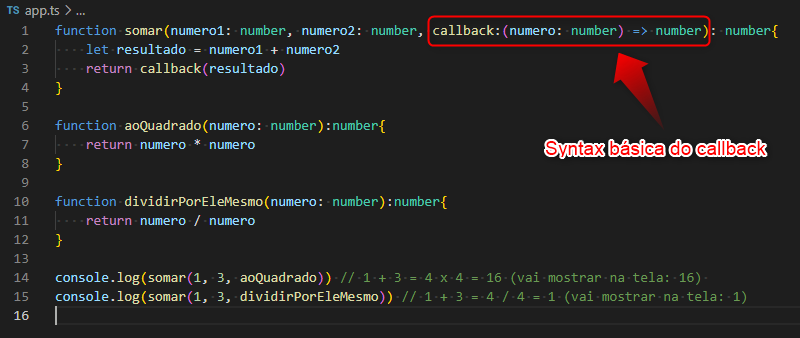 TS app.ts > ...
1 function somar(numero1: number, numero2: number, callback:(numero: number) => number): number{
2 let resultado = numero1 + numero2
3 return callback(resultado)
4 }
5
6 function aoQuadrado(numero: number):number{
7 return numero * numero
8 }
9
10 function dividirPorEleMesmo(numero: number):number{
11 return numero / numero
12 }
13
14 console.log(somar(1, 3, aoQuadrado)) // 1 + 3 = 4 x 4 = 16 (vai mostrar na tela: 16)
15 console.log(somar(1, 3, dividirPorEleMesmo)) // 1 + 3 = 4 / 4 = 1 (vai mostrar na tela: 1)
16
Syntax básica do callback